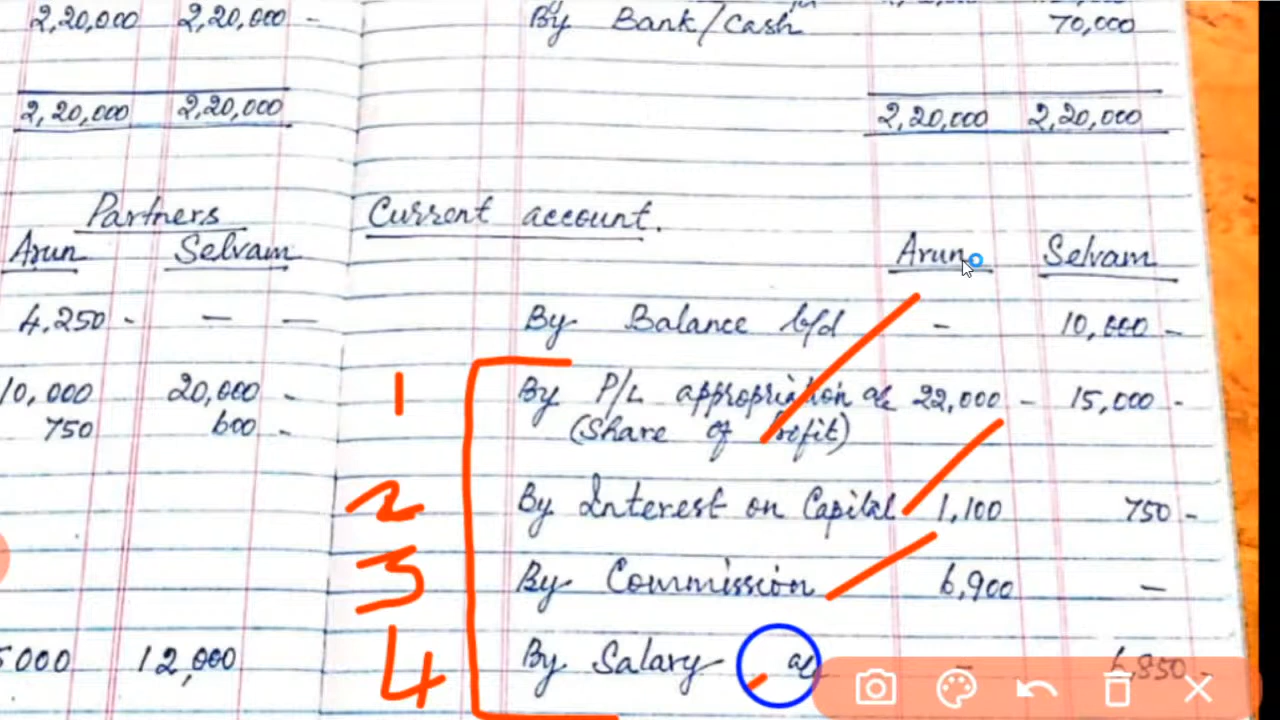 2,20,000 2,20,000 - By Bank/Cash 70,000
2,20,000 2,20,000 2,20,000 2,20,000
Partners Current account.
Arun Selvam Arun Selvam
4,250 - - - By Balance b/d - 10,000 -
10,000 20,000 - 1 By P/L appropriation a/c 22,000 - 15,000 -
750 600 - (Share of Profit)
2 By Interest on Capital 1,100 750 -
3 By Commission 6,900 -
5000 12,000 4 By Salary - 6,850 -